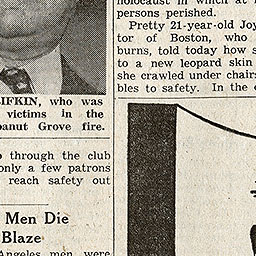 IFKIN, who was
victims in the
oanut Grove fire.
through the club
only a few patrons
reach safety out
Men Die
Blaze
Angeles men were
holocaust in which at
persons perished.
Pretty 21-year-old Joy
tor of Boston, who
burns, told today how s
to a new leopard skin
she crawled under chairs
bles to safety. In the